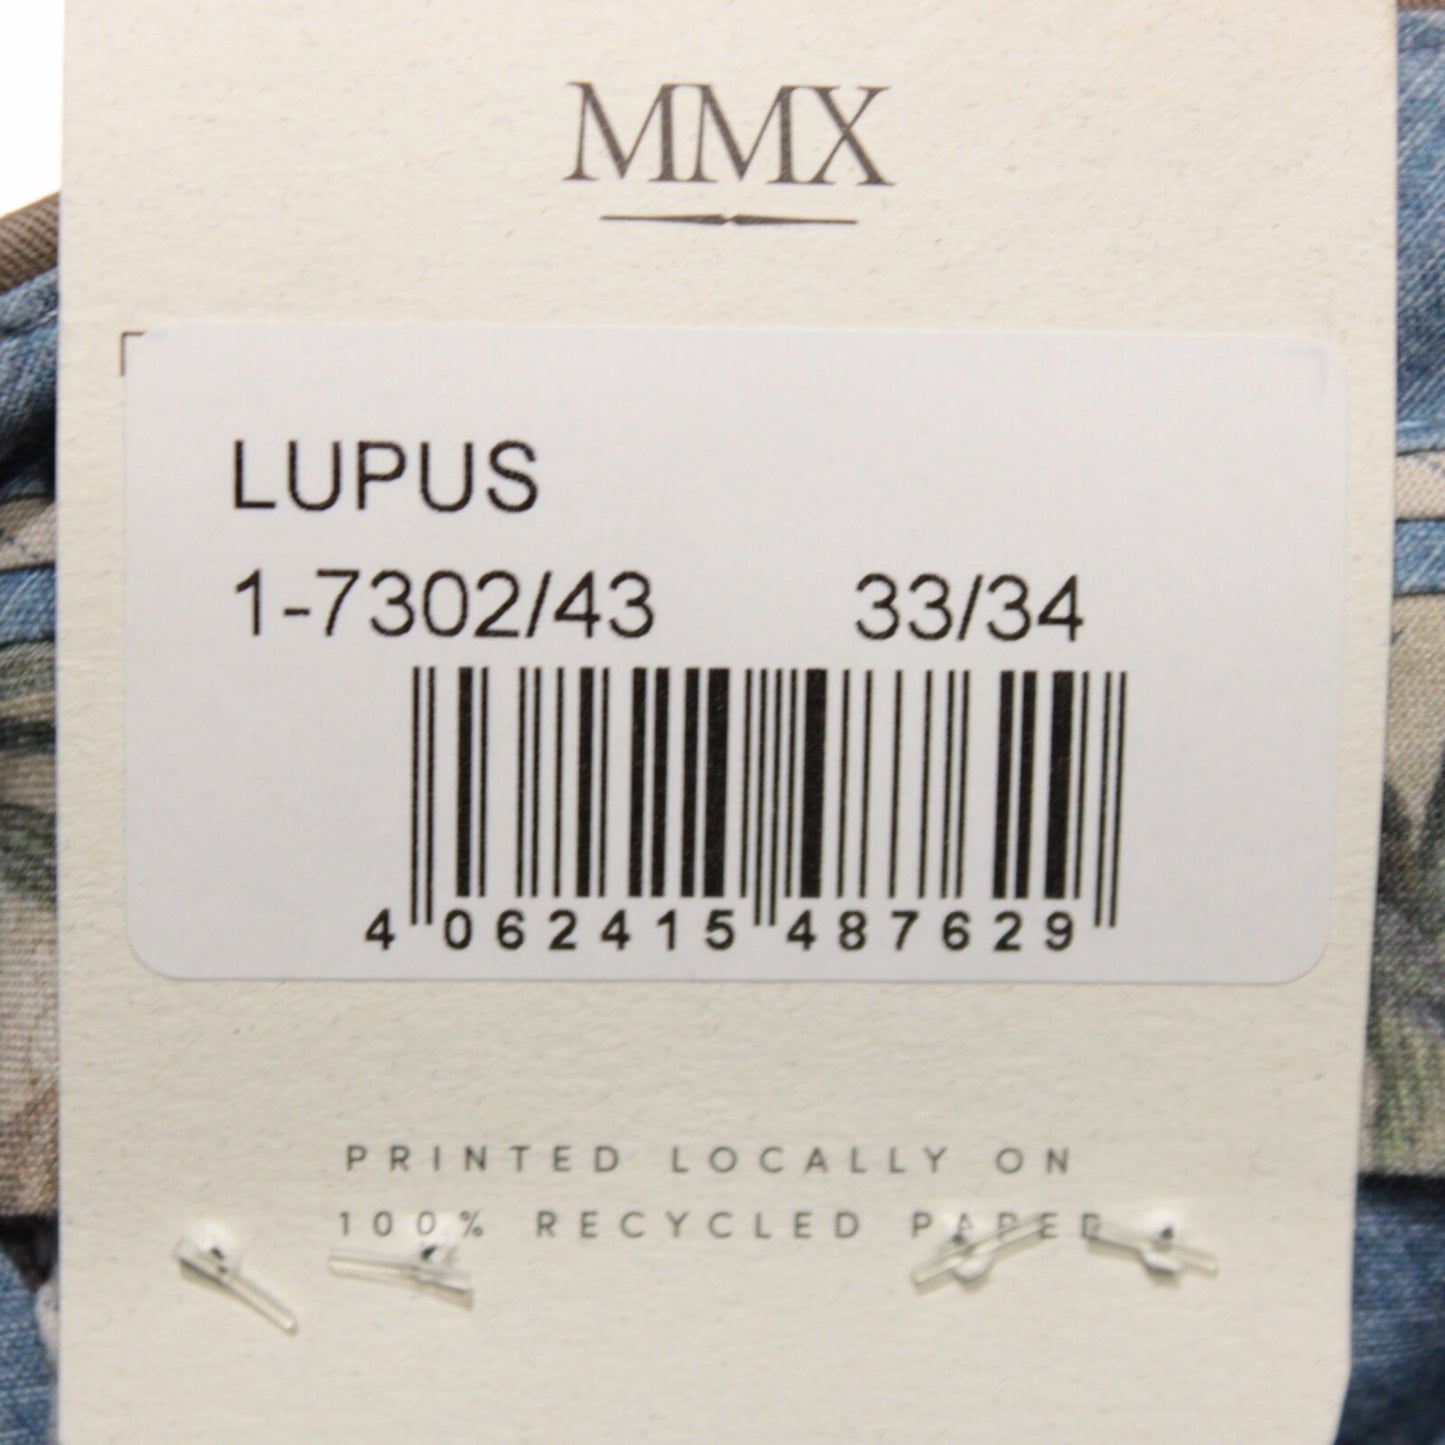 MMX
LUPUS
1-7302/43 33/34
4 062415 487629
PRINTED LOCALLY ON
100% RECYCLED PAPER